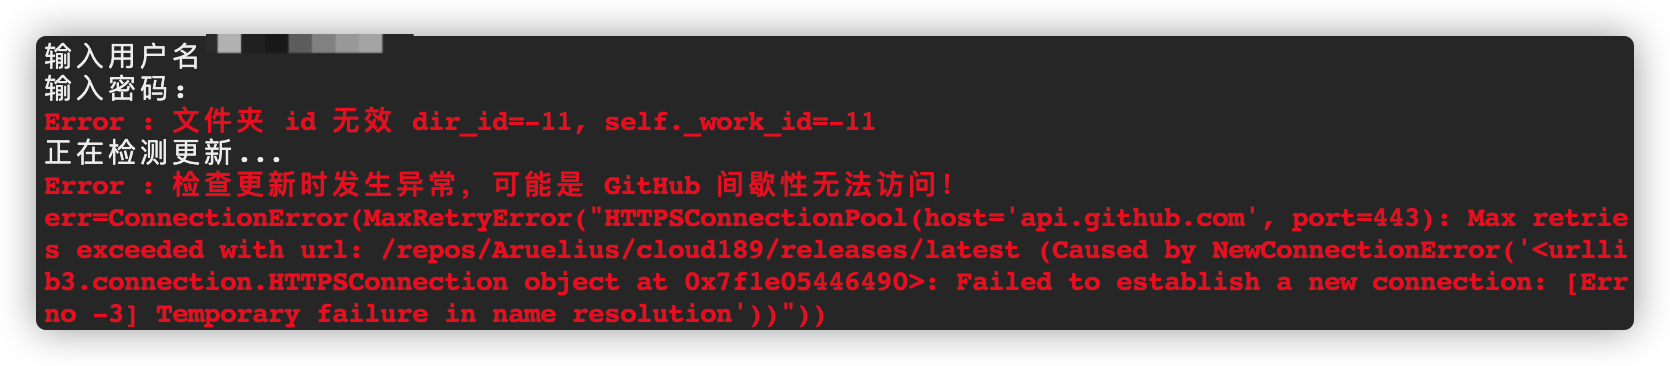 输入用户名
输入密码:
Error : 文件夹 id 无效 dir_id=-11, self._work_id=-11
正在检测更新...
Error : 检查更新时发生异常, 可能是 GitHub 间歇性无法访问!
err=ConnectionError(MaxRetryError("HTTPSConnectionPool(host='api.github.com', port=443): Max retrie
s exceeded with url: /repos/Aruelius/cloud189/releases/latest (Caused by NewConnectionError('<urlli
b3.connection.HTTPSConnection object at 0x7f1e05446490>: Failed to establish a new connection: [Err
no -3] Temporary failure in name resolution'))"))